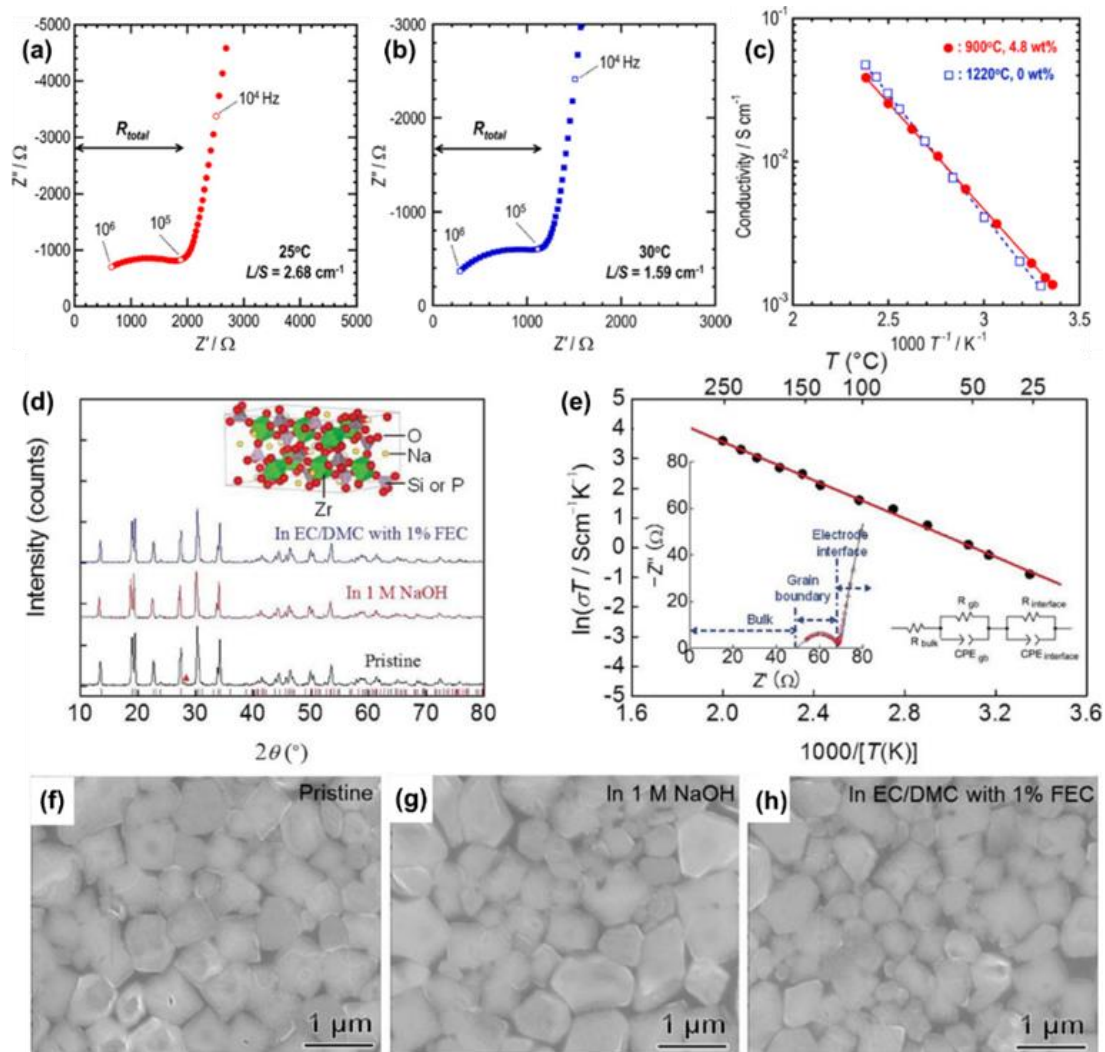 (a)
-5000
-4000
-3000
-2000
-1000
0
Z''/ Ω
R_total
10⁴ Hz
10⁶
10⁵
25°C
L/S = 2.68 cm⁻¹
0 1000 2000 3000 4000 5000
Z'/ Ω
(b)
-3000
-2000
-1000
0
Z''/ Ω
R_total
10⁴ Hz
10⁶
10⁵
30°C
L/S = 1.59 cm⁻¹
0 1000 2000 3000
Z'/ Ω
(c)
10⁻¹
10⁻²
10⁻³
Conductivity / S cm⁻¹
: 900°C, 4.8 wt%
: 1220°C, 0 wt%
2 2.5 3 3.5
1000 T⁻¹ / K⁻¹
(d)
Intensity (counts)
O
Na
Si or P
Zr
In EC/DMC with 1% FEC
In 1 M NaOH
Pristine
10 20 30 40 50 60 70 80
2θ (°)
(e)
T (°C)
250 150 100 50 25
5
4
3
2
1
0
-1
-2
-3
-4
-5
ln(σT / Scm⁻¹K⁻¹)
80
60
40
20
0
−Z'' (Ω)
Electrode
interface
Grain
boundary
Bulk
0 20 40 60 80
Z' (Ω)
R gb
R interface
R bulk
CPE gb
CPE interface
1.6 2.0 2.4 2.8 3.2 3.6
1000/[T(K)]
(f)
Pristine
1 µm
(g)
In 1 M NaOH
1 µm
(h)
In EC/DMC with 1% FEC
1 µm